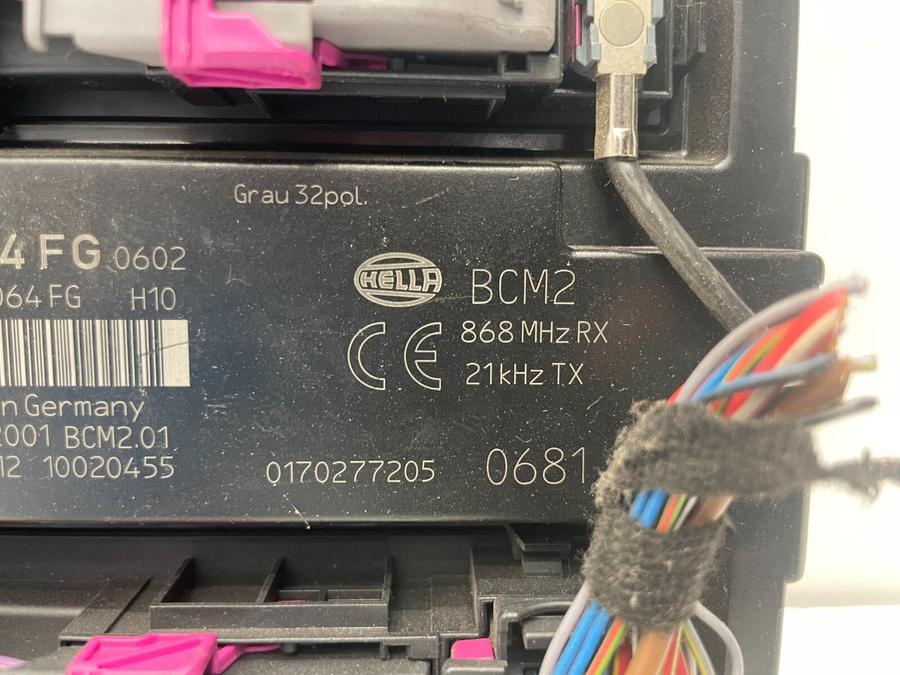 Grau 32pol.
4 FG 0602
064 FG H10
HELLA BCM2
CE 868 MHz RX
21kHz TX
n Germany
2001 BCM2.01
12 10020455
0170277205 0681